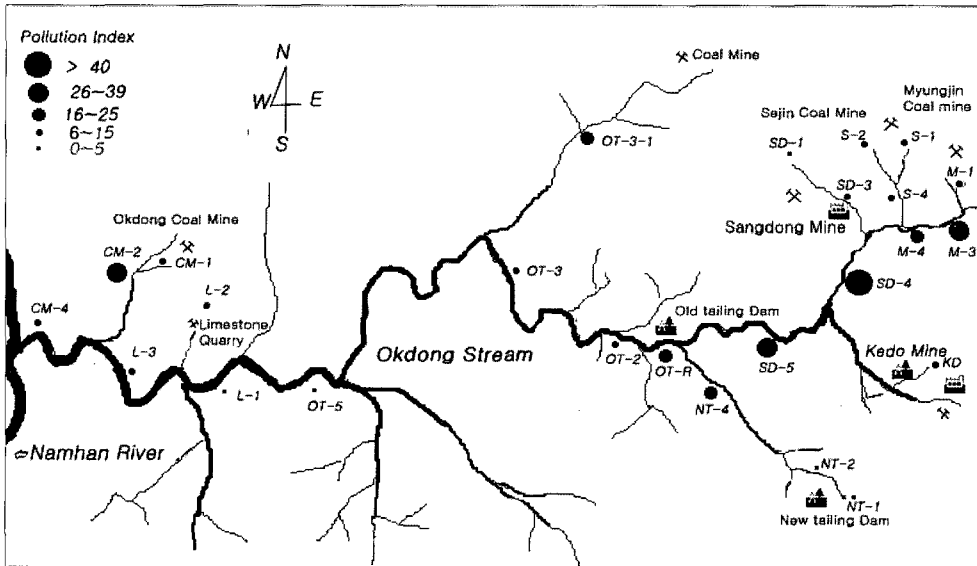 Pollution Index
> 40
26~39
16~25
6~15
0~5
N
W E
S
Coal Mine
OT-3-1
Myungjin
Coal mine
Sejin Coal Mine
S-2
S-1
SD-1
M-1
SD-3
S-4
Sangdong Mine
M-4
M-3
Okdong Coal Mine
CM-2
CM-1
L-2
OT-3
SD-4
CM-4
Limestone
Quarry
Old tailing Dam
L-3
Okdong Stream
OT-2
OT-R
SD-5
Kedo Mine
KD
L-1
OT-5
NT-4
⇦Namhan River
NT-2
NT-1
New tailing Dam